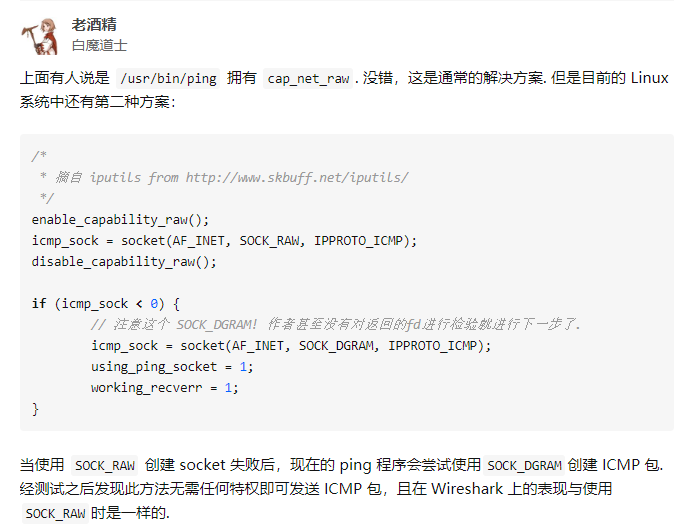 老酒精
白魔道士
上面有人说是 /usr/bin/ping 拥有 cap_net_raw . 没错，这是通常的解决方案. 但是目前的 Linux
系统中还有第二种方案：
/*
 * 摘自 iputils from http://www.skbuff.net/iputils/
 */
enable_capability_raw();
icmp_sock = socket(AF_INET, SOCK_RAW, IPPROTO_ICMP);
disable_capability_raw();
if (icmp_sock < 0) {
        // 注意这个 SOCK_DGRAM! 作者甚至没有对返回的fd进行检验就进行下一步了.
        icmp_sock = socket(AF_INET, SOCK_DGRAM, IPPROTO_ICMP);
        using_ping_socket = 1;
        working_recverr = 1;
}
当使用 SOCK_RAW 创建 socket 失败后，现在的 ping 程序会尝试使用 SOCK_DGRAM 创建 ICMP 包.
经测试之后发现此方法无需任何特权即可发送 ICMP 包，且在 Wireshark 上的表现与使用
SOCK_RAW 时是一样的.